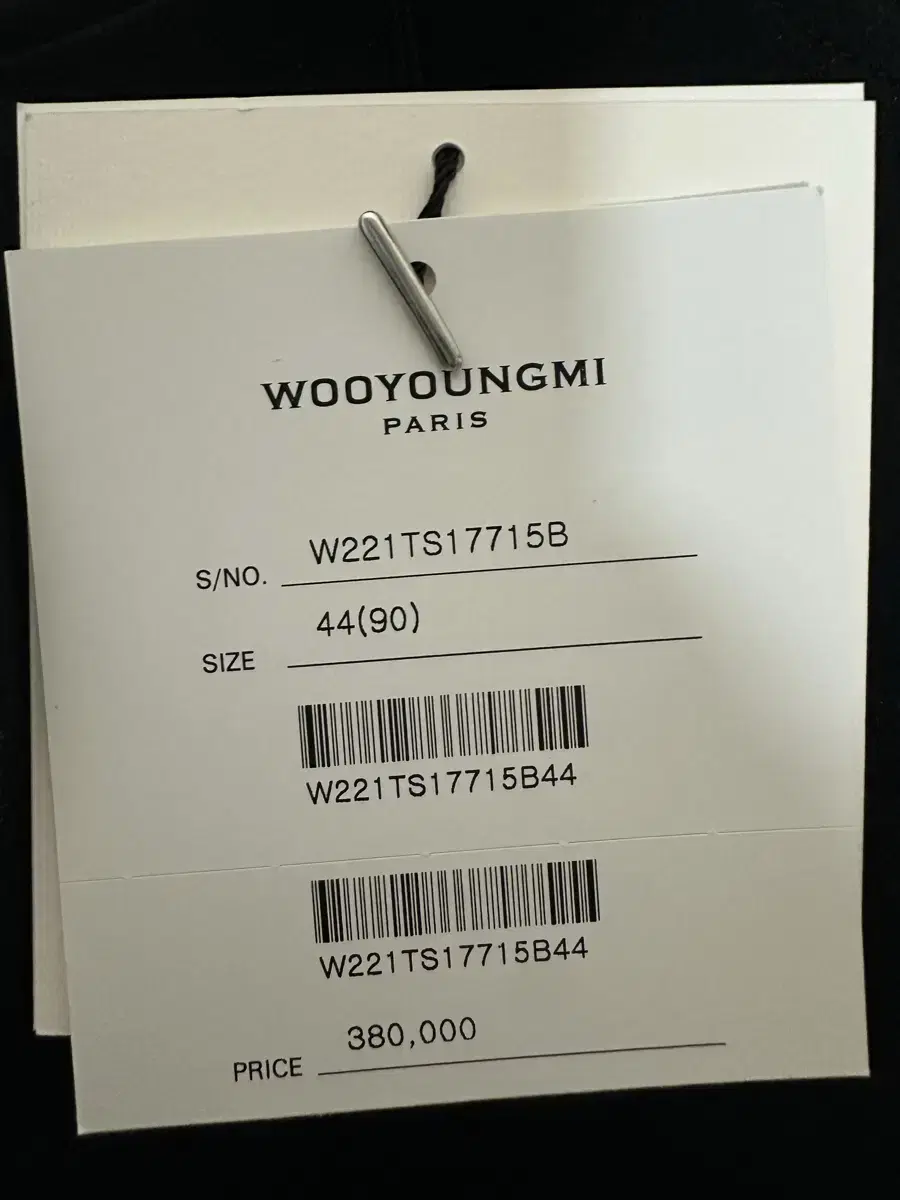 WOOYOUNGMI
PARIS
S/NO. W221TS17715B
SIZE 44(90)
W221TS17715B44
W221TS17715B44
PRICE 380,000